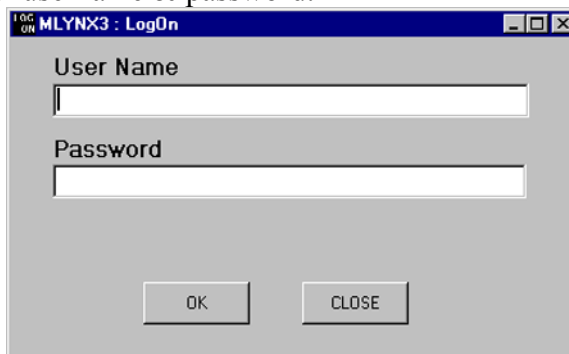 user name & password.
LOG ON MLYNX3 : LogOn
User Name
Password
OK CLOSE